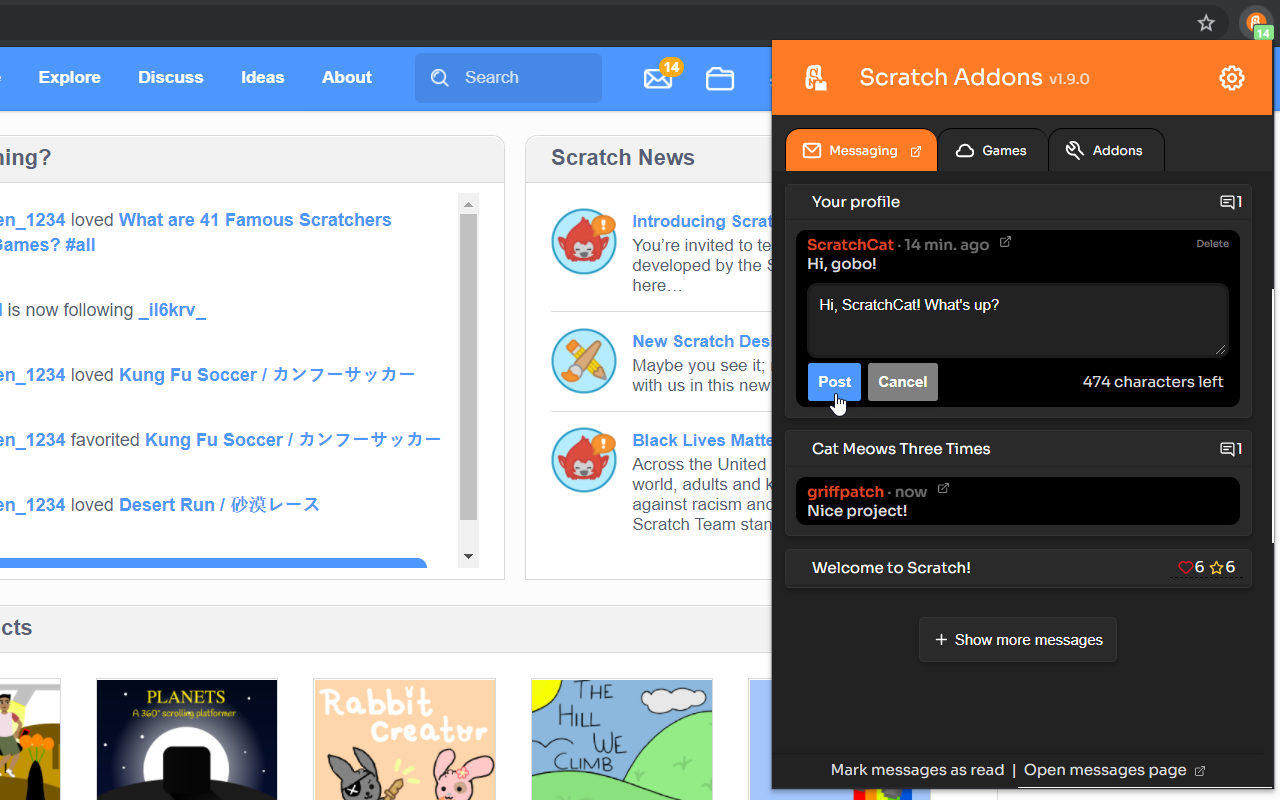 14
Explore
Discuss
Ideas
About
Search
14
ning?
en_1234 loved What are 41 Famous Scratchers
Games? #all
is now following _il6krv_
en_1234 loved Kung Fu Soccer / カンフーサッカー
en_1234 favorited Kung Fu Soccer / カンフーサッカー
en_1234 loved Desert Run / 砂漠レース
Scratch News
Introducing Scrat
You're invited to te
developed by the S
here…
New Scratch Desi
Maybe you see it;
with us in this new
Black Lives Matte
Across the United
world, adults and k
against racism and
Scratch Team stan
cts
PLANETS
A 360° scrolling platformer
Rabbit
Creator
THE
HILL
WE
CLIMB
Scratch Addons v1.9.0
Messaging
Games
Addons
Your profile
1
ScratchCat · 14 min. ago
Delete
Hi, gobo!
Hi, ScratchCat! What's up?
Post
Cancel
474 characters left
Cat Meows Three Times
1
griffpatch · now
Nice project!
Welcome to Scratch!
6 6
+ Show more messages
Mark messages as read | Open messages page